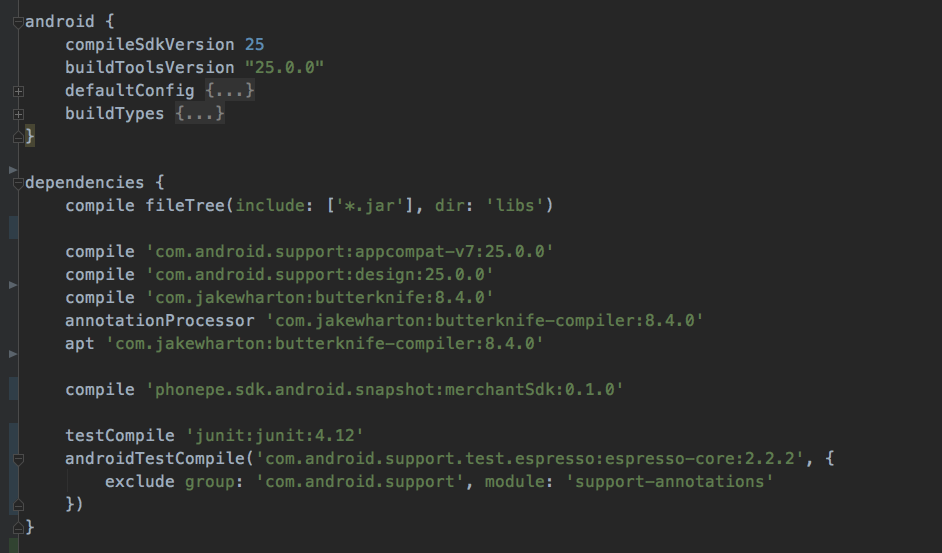 android {
    compileSdkVersion 25
    buildToolsVersion "25.0.0"
    defaultConfig {...}
    buildTypes {...}
}
dependencies {
    compile fileTree(include: ['*.jar'], dir: 'libs')
    compile 'com.android.support:appcompat-v7:25.0.0'
    compile 'com.android.support:design:25.0.0'
    compile 'com.jakewharton:butterknife:8.4.0'
    annotationProcessor 'com.jakewharton:butterknife-compiler:8.4.0'
    apt 'com.jakewharton:butterknife-compiler:8.4.0'
    compile 'phonepe.sdk.android.snapshot:merchantSdk:0.1.0'
    testCompile 'junit:junit:4.12'
    androidTestCompile('com.android.support.test.espresso:espresso-core:2.2.2', {
        exclude group: 'com.android.support', module: 'support-annotations'
    })
}